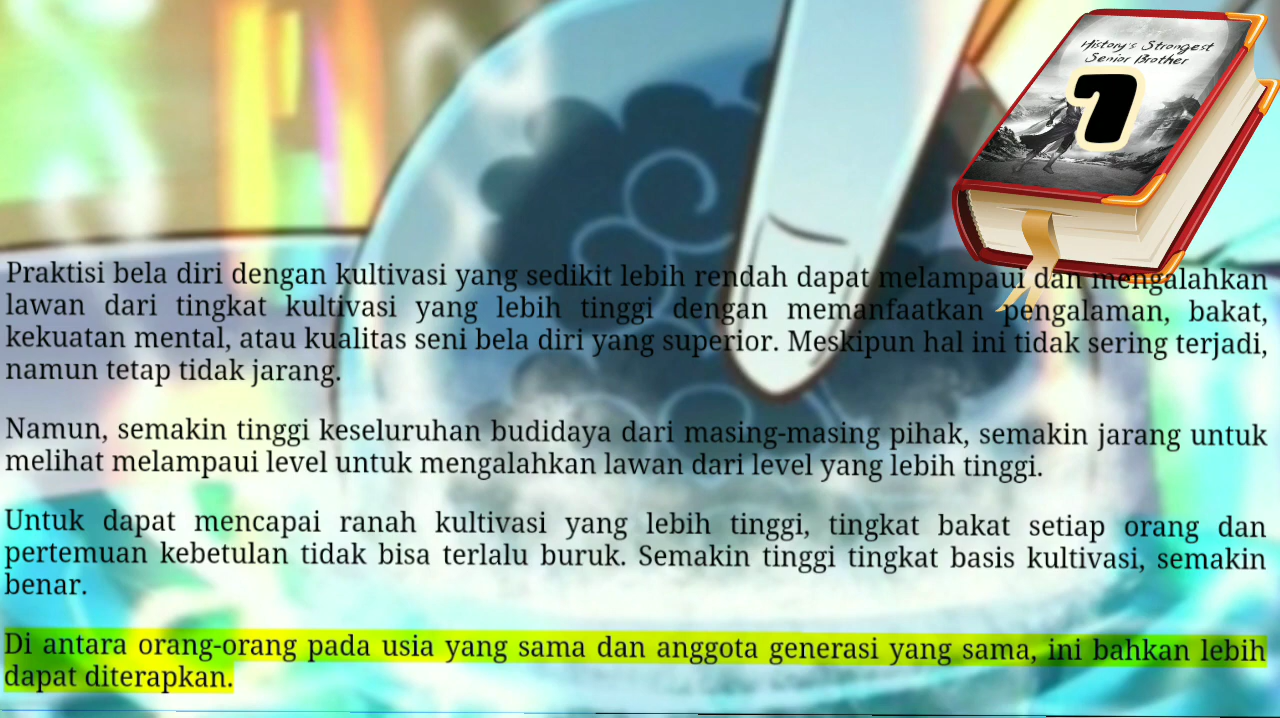 History's Strongest
Senior Brother
1
Praktisi bela diri dengan kultivasi yang sedikit lebih rendah dapat melampaui dan mengalahkan
lawan dari tingkat kultivasi yang lebih tinggi dengan memanfaatkan pengalaman, bakat,
kekuatan mental, atau kualitas seni bela diri yang superior. Meskipun hal ini tidak sering terjadi,
namun tetap tidak jarang.
Namun, semakin tinggi keseluruhan budidaya dari masing-masing pihak, semakin jarang untuk
melihat melampaui level untuk mengalahkan lawan dari level yang lebih tinggi.
Untuk dapat mencapai ranah kultivasi yang lebih tinggi, tingkat bakat setiap orang dan
pertemuan kebetulan tidak bisa terlalu buruk. Semakin tinggi tingkat basis kultivasi, semakin
benar.
Di antara orang-orang pada usia yang sama dan anggota generasi yang sama, ini bahkan lebih
dapat diterapkan.